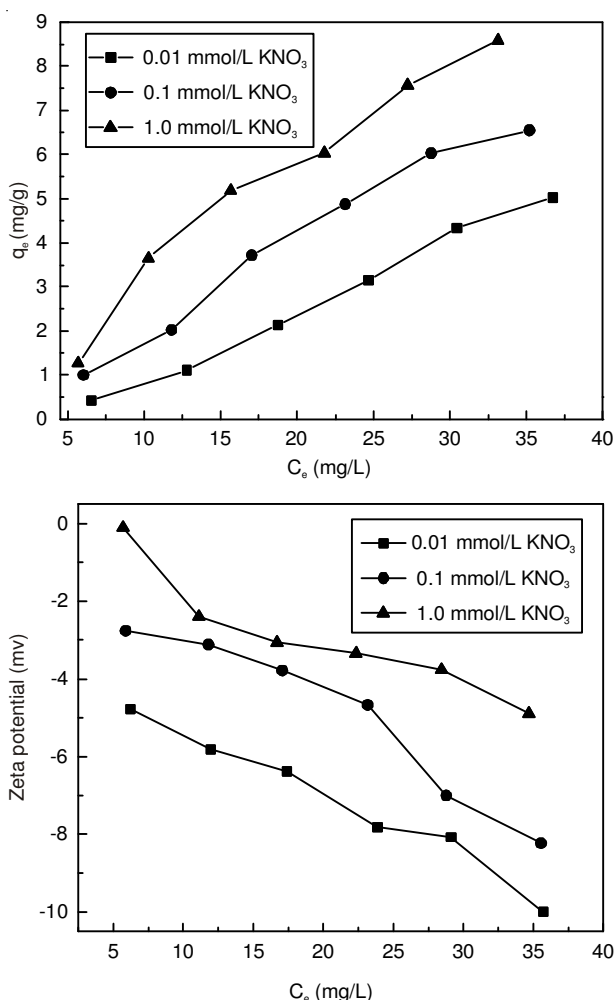 9
8
7
6
5
4
3
2
1
0
qₑ (mg/g)
0.01 mmol/L KNO₃
0.1 mmol/L KNO₃
1.0 mmol/L KNO₃
5 10 15 20 25 30 35 40
Cₑ (mg/L)
0
-2
-4
-6
-8
-10
Zeta potential (mv)
0.01 mmol/L KNO₃
0.1 mmol/L KNO₃
1.0 mmol/L KNO₃
5 10 15 20 25 30 35 40
Cₑ (mg/L)